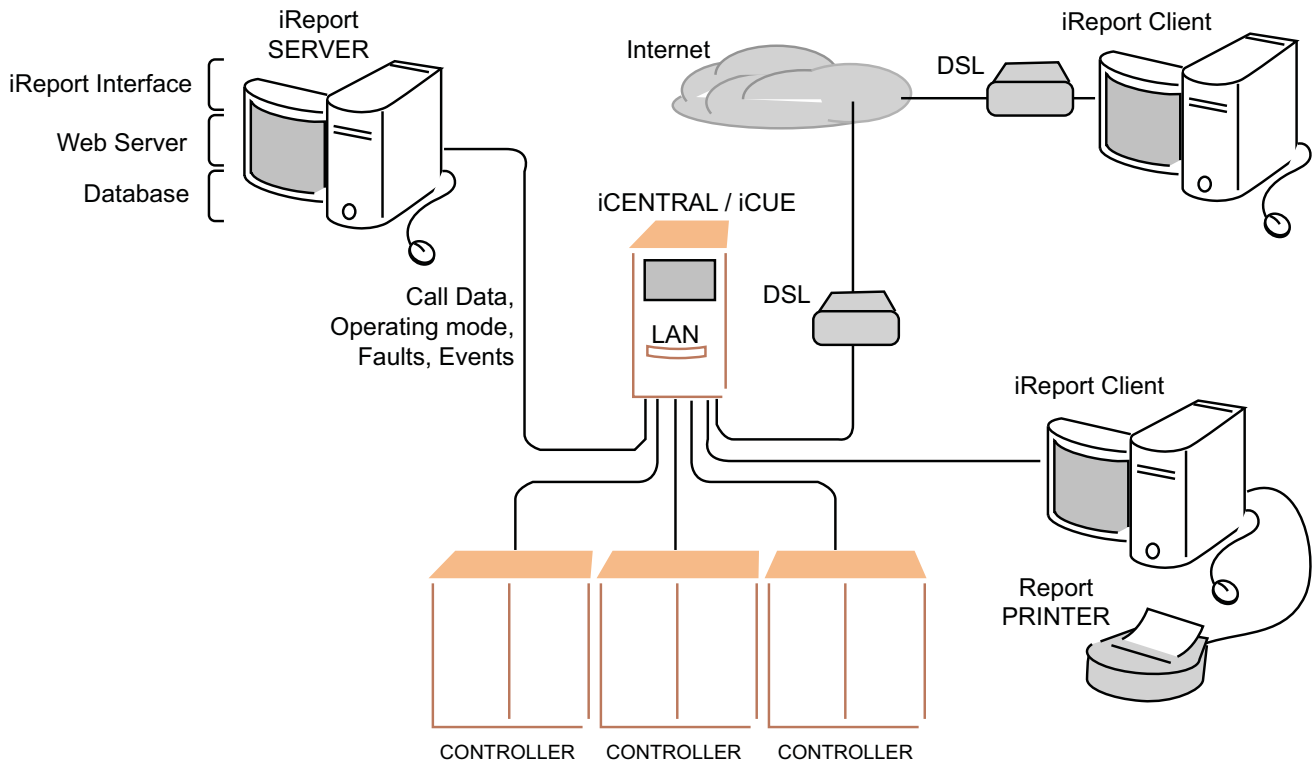 iReport
SERVER
iReport Interface
Web Server
Database
Internet
DSL
iReport Client
iCENTRAL / iCUE
LAN
Call Data,
Operating mode,
Faults, Events
DSL
iReport Client
Report
PRINTER
CONTROLLER
CONTROLLER
CONTROLLER